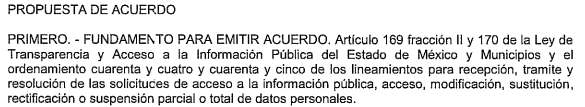 PROPUESTA DE ACUERDO
PRIMERO. - FUNDAMENTO PARA EMITIR ACUERDO. Artículo 169 fracción II y 170 de la Ley de
Transparencia y Acceso a la Información Pública del Estado de México y Municipios y el
ordenamiento cuarenta y cuatro y cuarenta y cinco de los lineamientos para recepción, tramite y
resolución de las solicitudes de acceso a la información pública, acceso, modificación, sustitución,
rectificación o suspensión parcial o total de datos personales.